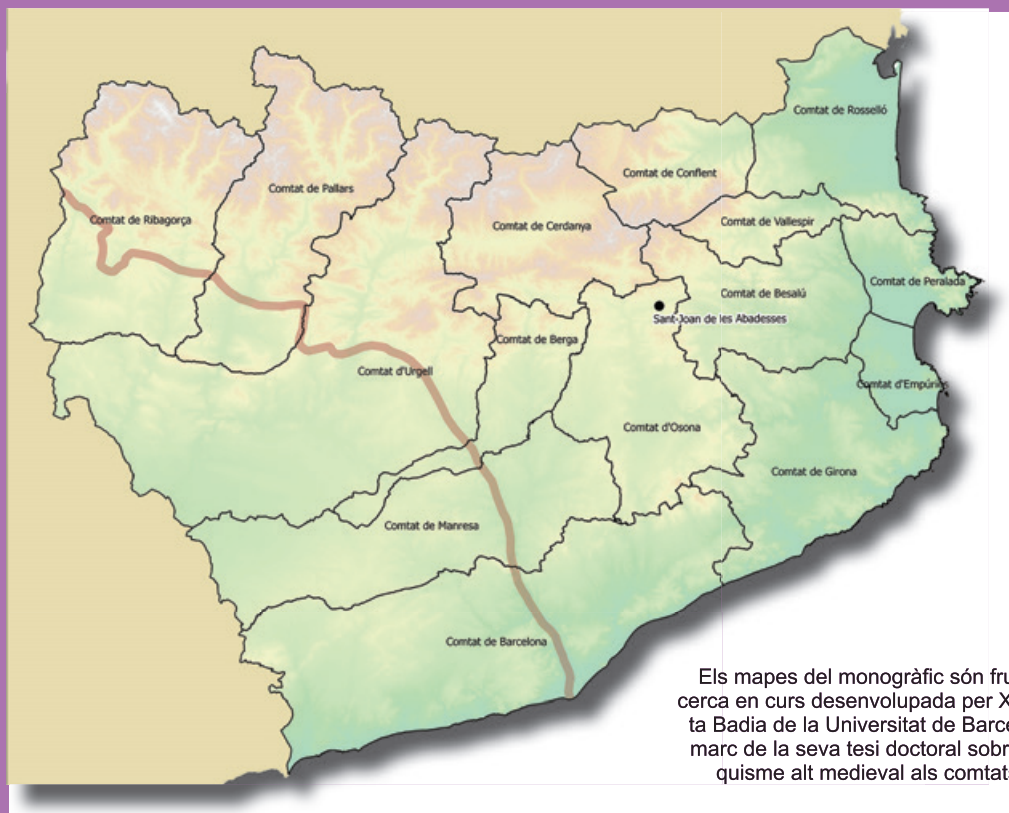 Comtat de Rosselló
Comtat de Conflent
Comtat de Pallars
Comtat de Ribagorça
Comtat de Cerdanya
Comtat de Vallespir
Comtat de Peralada
Comtat de Besalú
Sant Joan de les Abadesses
Comtat de Berga
Comtat d'Urgell
Comtat d'Empúries
Comtat d'Osona
Comtat de Girona
Comtat de Manresa
Comtat de Barcelona
Els mapes del monogràfic són fru
cerca en curs desenvolupada per X
ta Badia de la Universitat de Barce
marc de la seva tesi doctoral sobr
quisme alt medieval als comtat